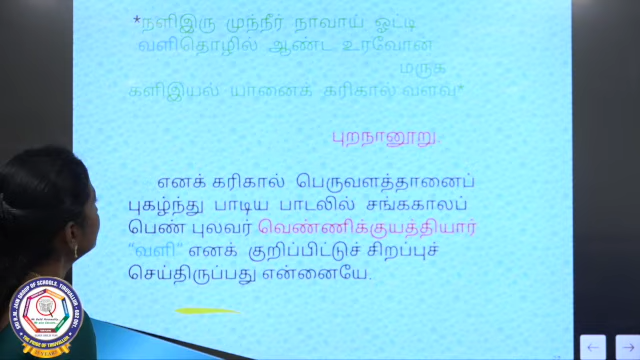 *நளிஇரு முந்நீர் நாவாய் ஓட்டி
வளிதொழில் ஆண்ட உரவோன்
மருக
களிஇயல் யானைக் கரிகால் வளவ*
புறநானூறு.
எனக் கரிகால் பெருவளத்தானைப்
புகழ்ந்து பாடிய பாடலில் சங்ககாலப்
பெண் புலவர் வெண்ணிக்குயத்தியார்
"வளி" எனக் குறிப்பிட்டுச் சிறப்புச்
செய்திருப்பது என்னையே.